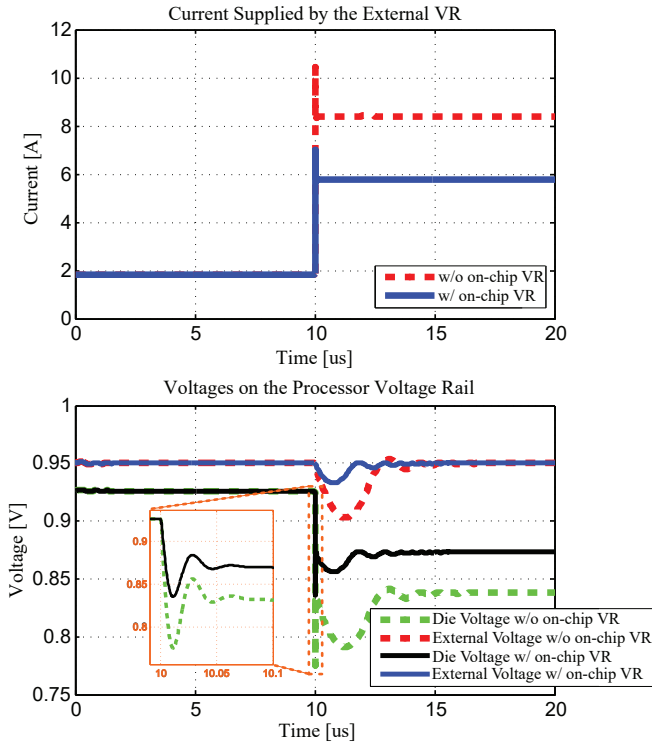 Current Supplied by the External VR
12
10
8
6
4
2
0
Current [A]
w/o on-chip VR
w/ on-chip VR
0 5 10 15 20
Time [us]
Voltages on the Processor Voltage Rail
1
0.95
0.9
0.85
0.8
0.75
Voltage [V]
0.9
0.85
0.8
10 10.05 10.1
Die Voltage w/o on-chip VR
External Voltage w/o on-chip VR
Die Voltage w/ on-chip VR
External Voltage w/ on-chip VR
0 5 10 15 20
Time [us]